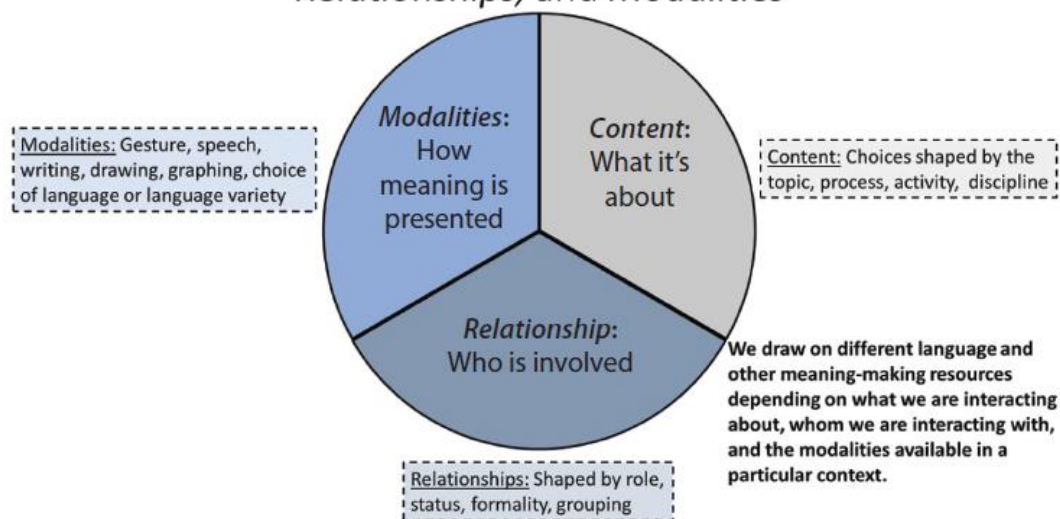 Relationships, and Modalities
Modalities:
How
meaning is
presented
Content:
What it's
about
Relationship:
Who is involved
Modalities: Gesture, speech,
writing, drawing, graphing, choice
of language or language variety
Content: Choices shaped by the
topic, process, activity, discipline
We draw on different language and
other meaning-making resources
depending on what we are interacting
about, whom we are interacting with,
and the modalities available in a
particular context.
Relationships: Shaped by role,
status, formality, grouping